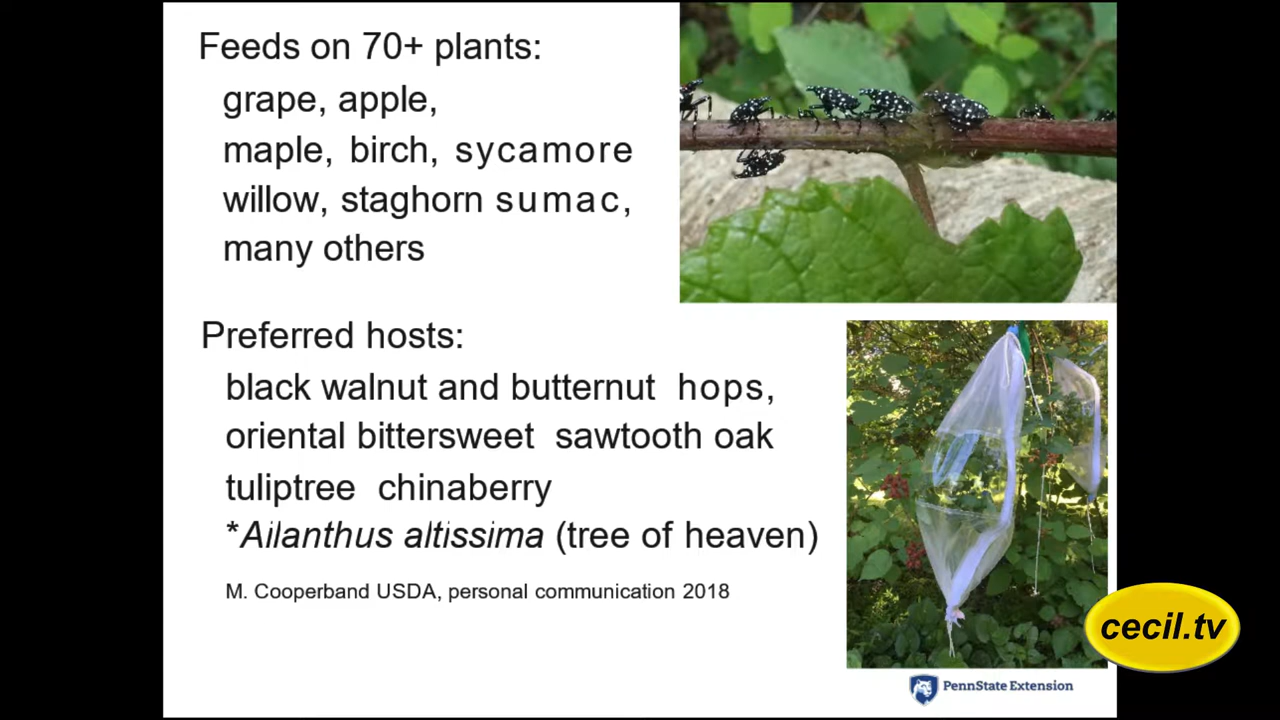 Feeds on 70+ plants:
grape, apple,
maple, birch, sycamore
willow, staghorn sumac,
many others
Preferred hosts:
black walnut and butternut hops,
oriental bittersweet sawtooth oak
tuliptree chinaberry
*Ailanthus altissima (tree of heaven)
M. Cooperband USDA, personal communication 2018
cecil.tv
PennState Extension